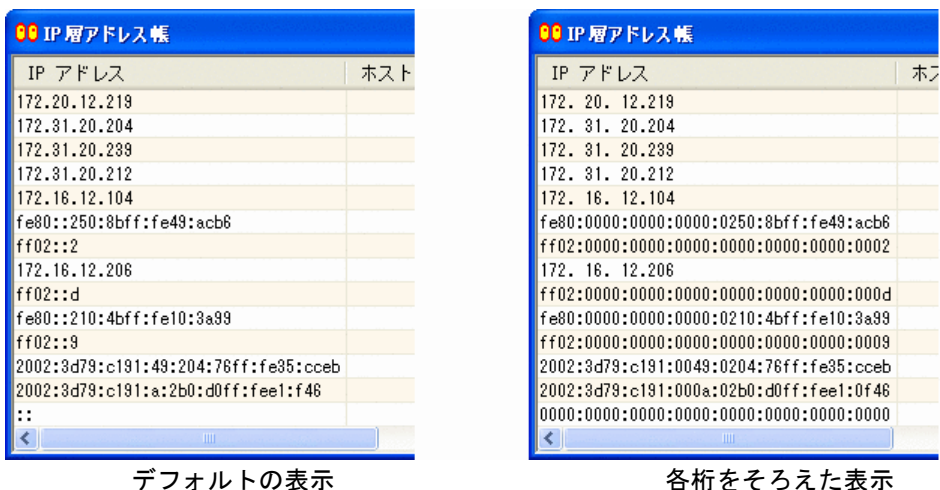 IP 層アドレス帳
IP アドレス ホスト
172.20.12.219
172.31.20.204
172.31.20.239
172.31.20.212
172.16.12.104
fe80::250:8bff:fe49:acb6
ff02::2
172.16.12.206
ff02::d
fe80::210:4bff:fe10:3a99
ff02::9
2002:3d79:c191:49:204:76ff:fe35:cceb
2002:3d79:c191:a:2b0:d0ff:fee1:f46
::
デフォルトの表示
IP 層アドレス帳
IP アドレス ホ
172. 20. 12.219
172. 31. 20.204
172. 31. 20.239
172. 31. 20.212
172. 16. 12.104
fe80:0000:0000:0000:0250:8bff:fe49:acb6
ff02:0000:0000:0000:0000:0000:0000:0002
172. 16. 12.206
ff02:0000:0000:0000:0000:0000:0000:000d
fe80:0000:0000:0000:0210:4bff:fe10:3a99
ff02:0000:0000:0000:0000:0000:0000:0009
2002:3d79:c191:0049:0204:76ff:fe35:cceb
2002:3d79:c191:000a:02b0:d0ff:fee1:0f46
0000:0000:0000:0000:0000:0000:0000:0000
各桁をそろえた表示